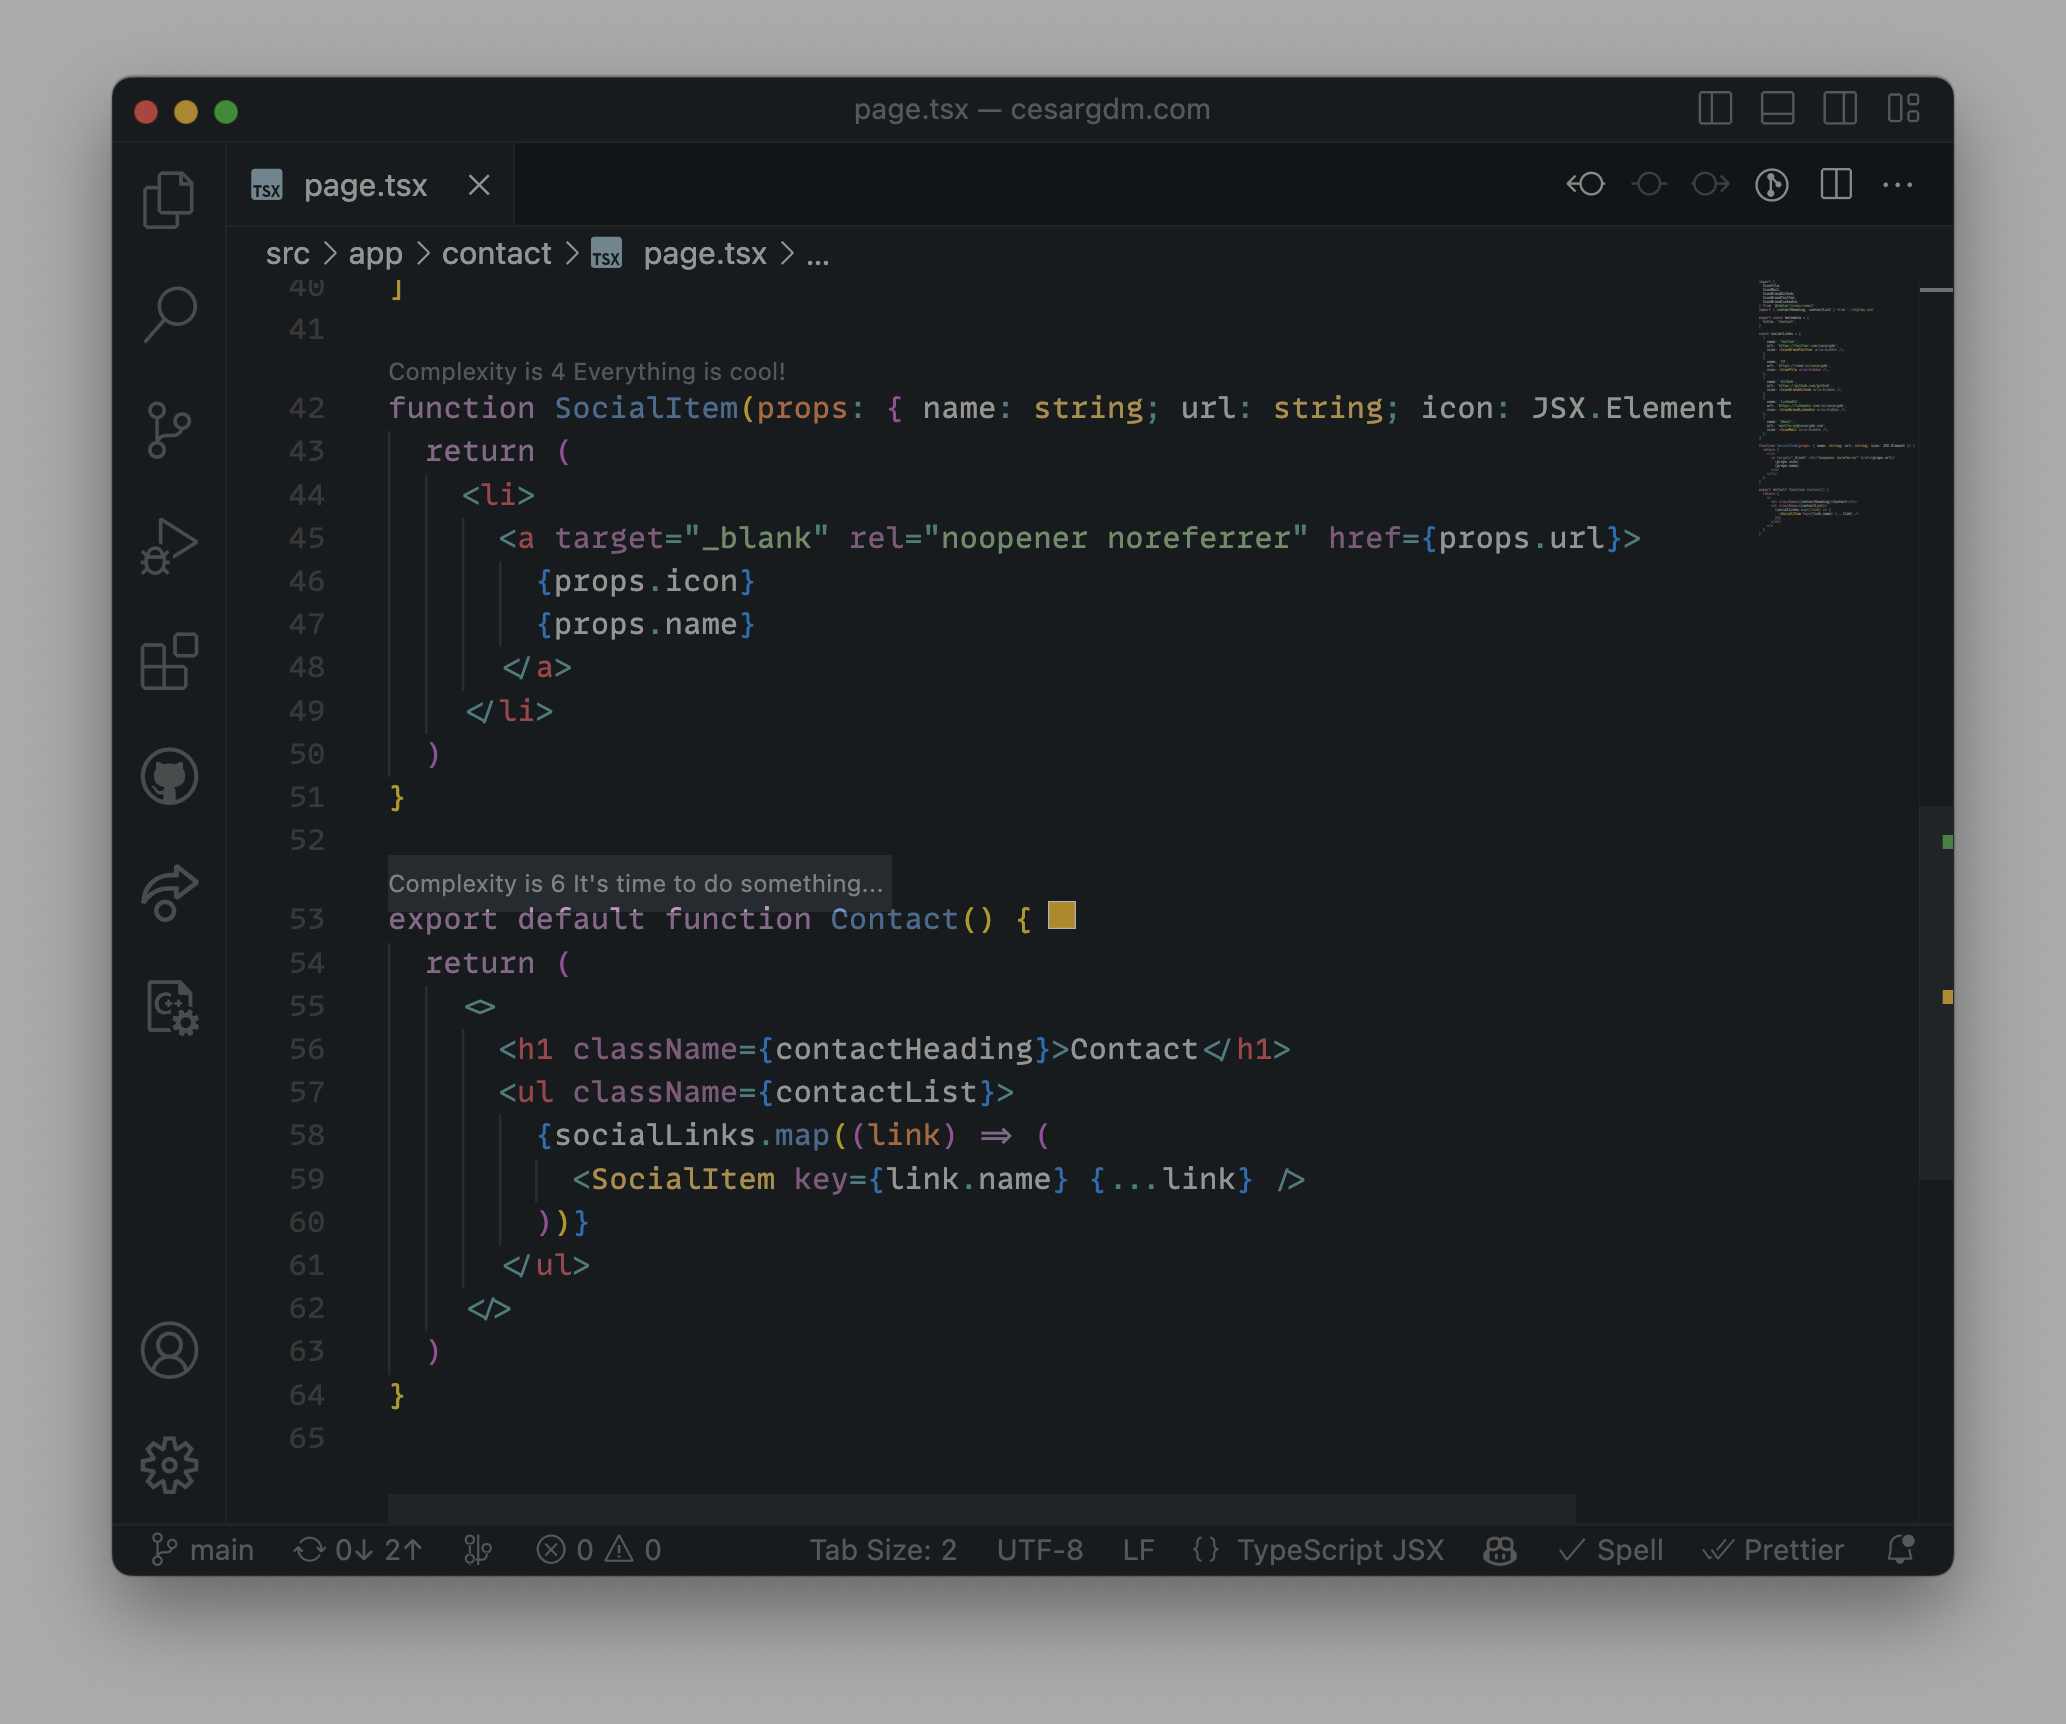 page.tsx — cesargdm.com
TSX page.tsx
src > app > contact > TSX page.tsx > ...
40 ]
41
Complexity is 4 Everything is cool!
42 function SocialItem(props: { name: string; url: string; icon: JSX.Element
43 return (
44 <li>
45 <a target="_blank" rel="noopener noreferrer" href={props.url}>
46 {props.icon}
47 {props.name}
48 </a>
49 </li>
50 )
51 }
52
Complexity is 6 It's time to do something...
53 export default function Contact() {
54 return (
55 <>
56 <h1 className={contactHeading}>Contact</h1>
57 <ul className={contactList}>
58 {socialLinks.map((link) => (
59 <SocialItem key={link.name} {...link} />
60 ))}
61 </ul>
62 </>
63 )
64 }
65
main 0↓ 2↑ 0 0 Tab Size: 2 UTF-8 LF {} TypeScript JSX Spell Prettier